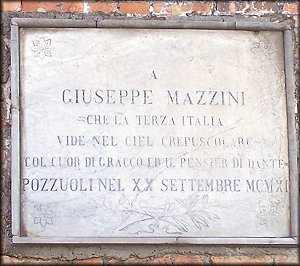 A
GIUSEPPE MAZZINI
CHE LA TERZA ITALIA
VIDE NEL CIEL CREPUSCOLARE
COL CUOR DI GRACCO ED IL PENSIER DI DANTE
POZZUOLI NEL XX SETTEMBRE MCMXI